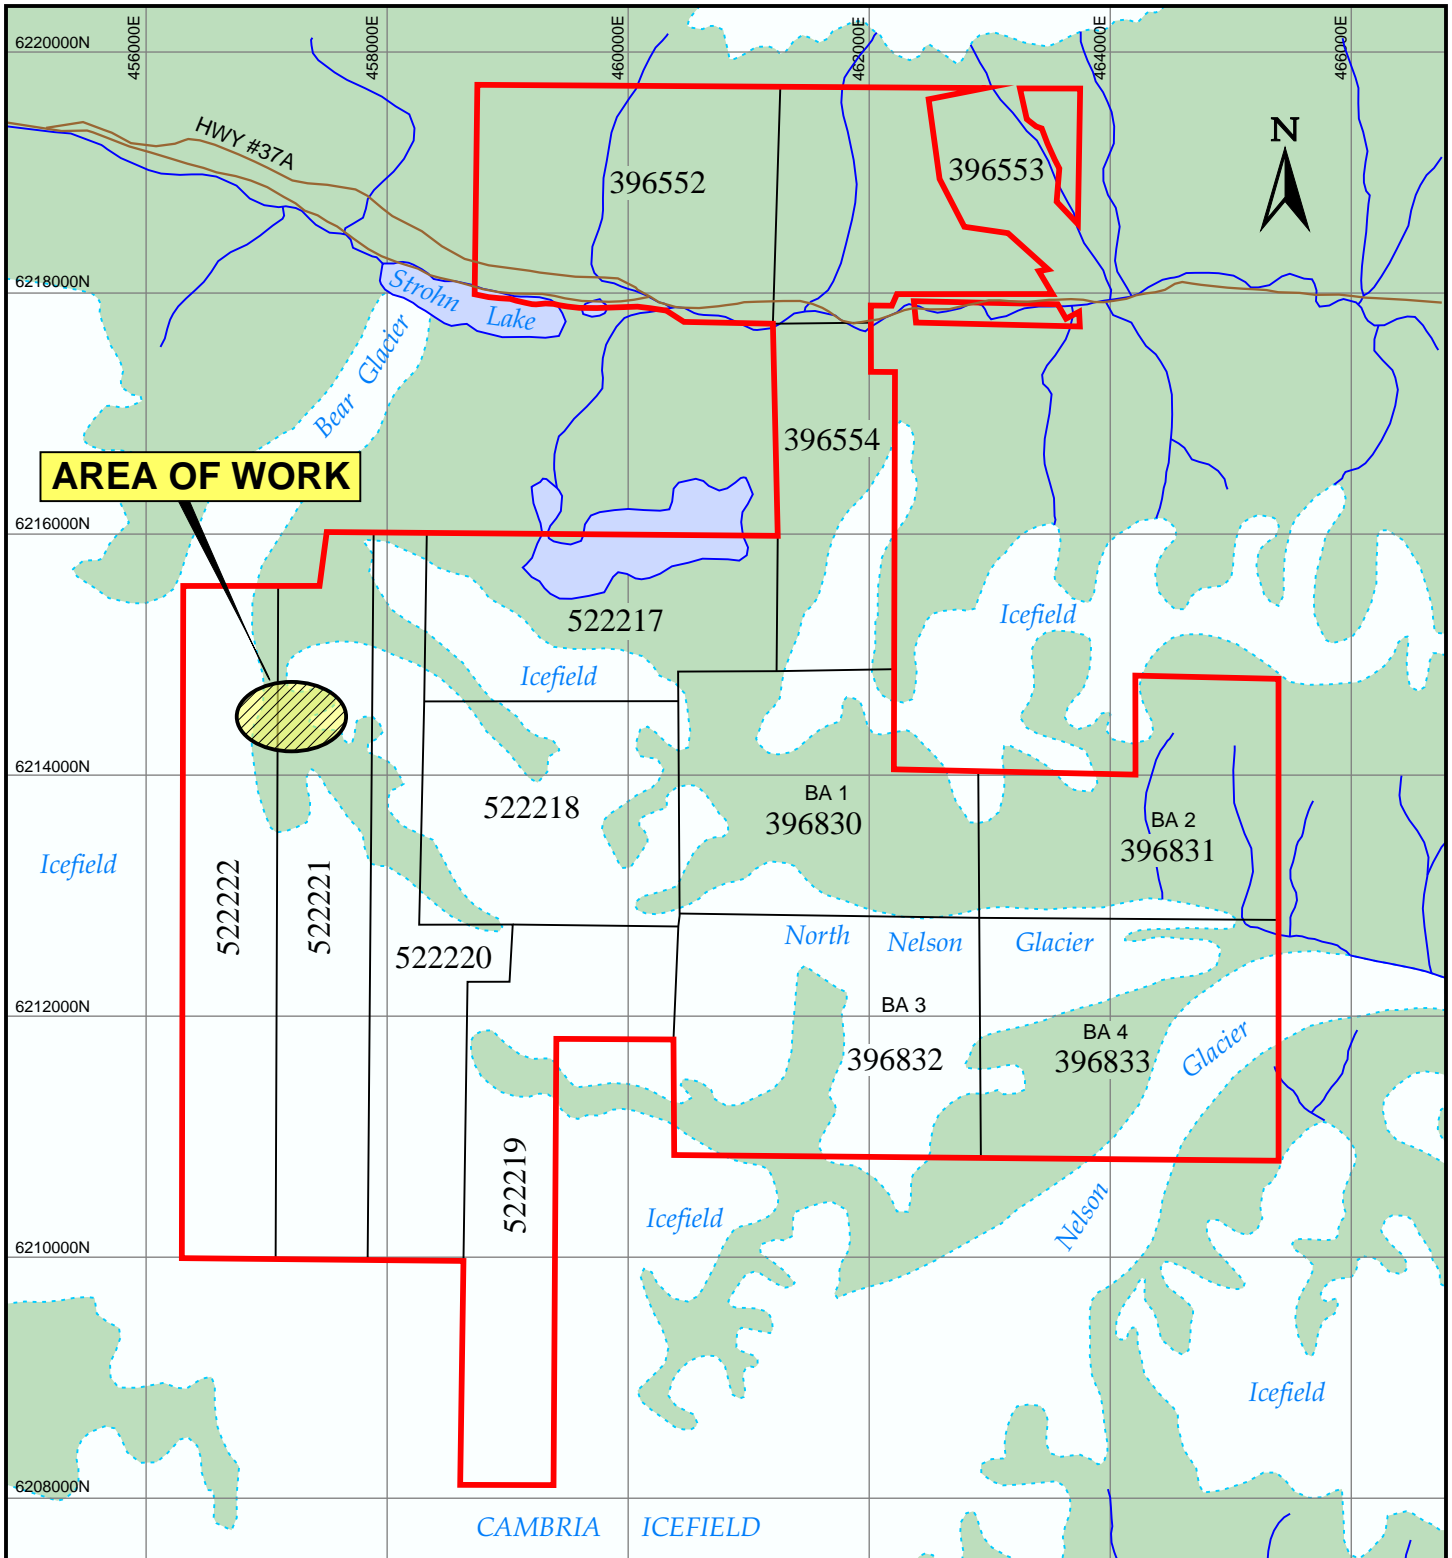 456000E
458000E
460000E
462000E
464000E
466000E
6220000N
HWY #37A
N
396552
396553
6218000N
Strohn
Lake
Bear Glacier
396554
AREA OF WORK
6216000N
522217
Icefield
Icefield
6214000N
BA 1
396830
522218
BA 2
396831
Icefield
522222
522221
522220
North Nelson Glacier
6212000N
BA 3
396832
BA 4
396833
Glacier
Nelson
522219
Icefield
6210000N
Icefield
6208000N
CAMBRIA ICEFIELD